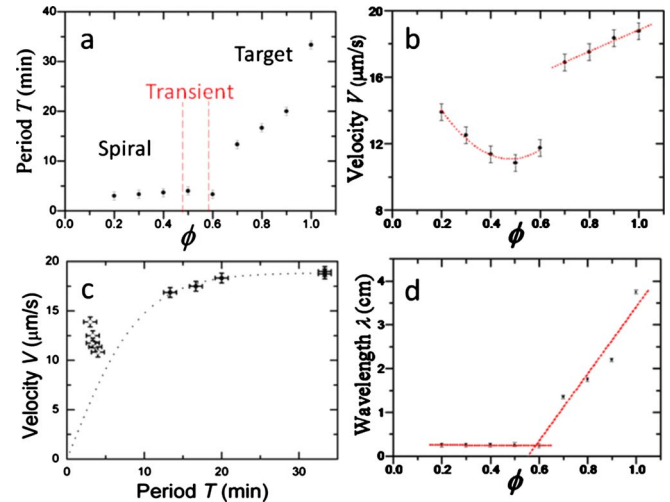 a
Target
Transient
Spiral
Period T (min)
40
30
20
10
0
0.0 0.2 0.4 0.6 0.8 1.0
ϕ
b
Velocity V (μm/s)
20
16
12
8
0.0 0.2 0.4 0.6 0.8 1.0
ϕ
c
Velocity V (μm/s)
20
15
10
5
0
0 10 20 30
Period T (min)
d
Wavelength λ (cm)
4
3
2
1
0
0.0 0.2 0.4 0.6 0.8 1.0
ϕ